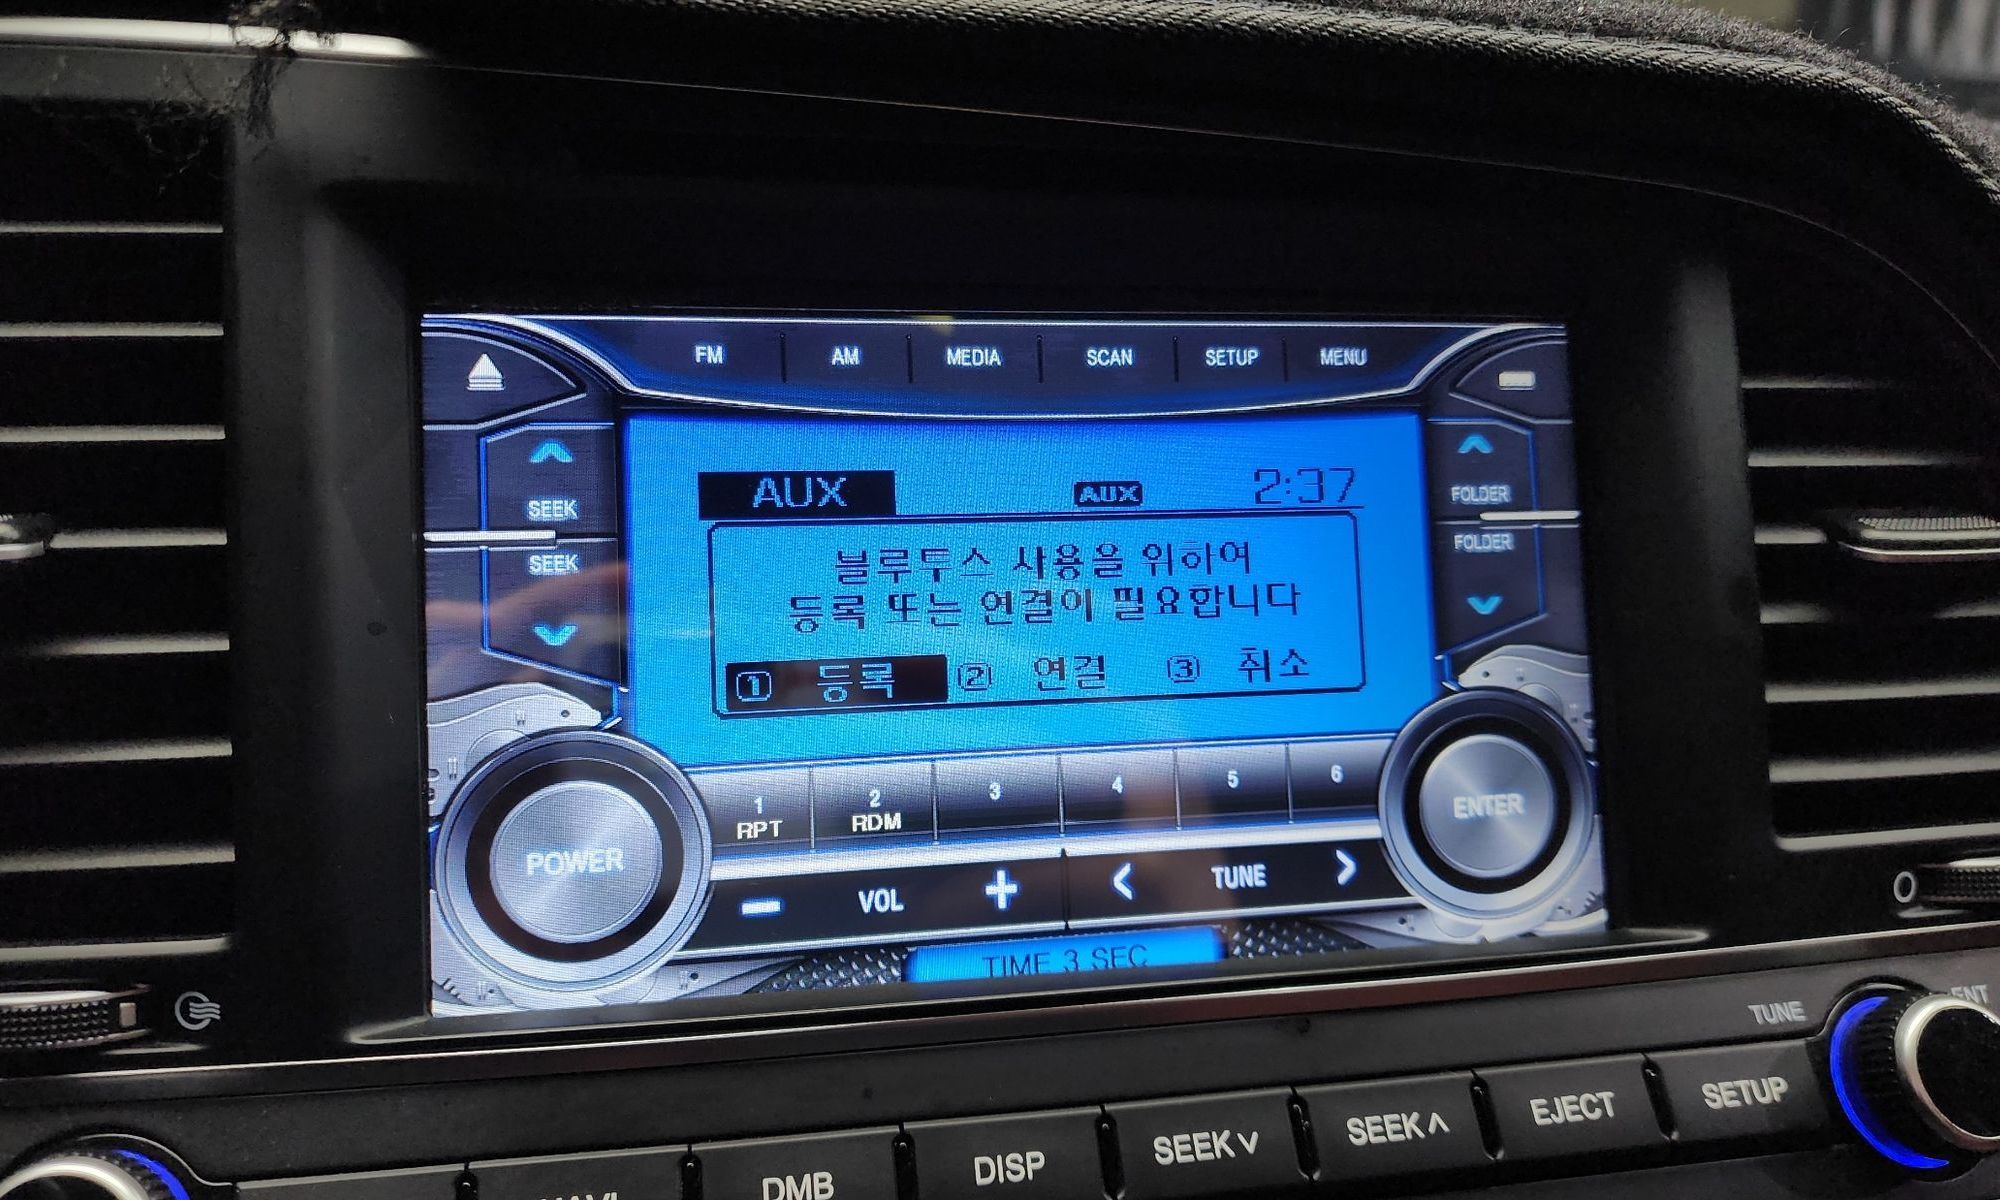 FM AM MEDIA SCAN SETUP MENU
SEEK
SEEK
FOLDER
FOLDER
AUX AUX 2:37
블루투스 사용을 위하여
등록 또는 연결이 필요합니다
1 등록 2 연결 3 취소
1 2 3 4 5 6
RPT RDM
POWER
ENTER
VOL TUNE
TIME 3 SEC
TUNE
DMB DISP SEEK∨ SEEK∧ EJECT SETUP